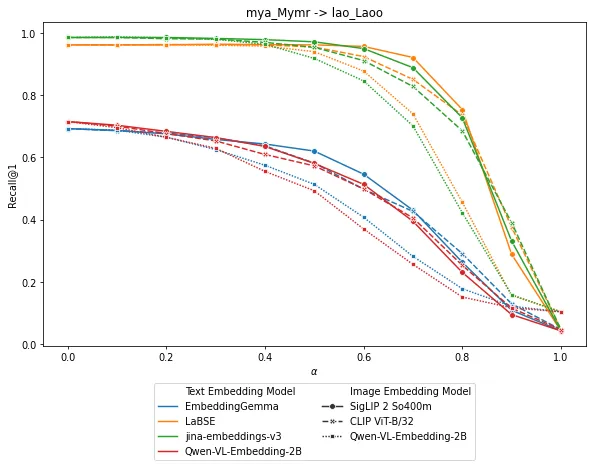 mya_Mymr -> lao_Laoo
Recall@1
1.0
0.8
0.6
0.4
0.2
0.0
0.0 0.2 0.4 0.6 0.8 1.0
α
Text Embedding Model
EmbeddingGemma
LaBSE
jina-embeddings-v3
Qwen-VL-Embedding-2B
Image Embedding Model
SigLIP 2 So400m
CLIP ViT-B/32
Qwen-VL-Embedding-2B